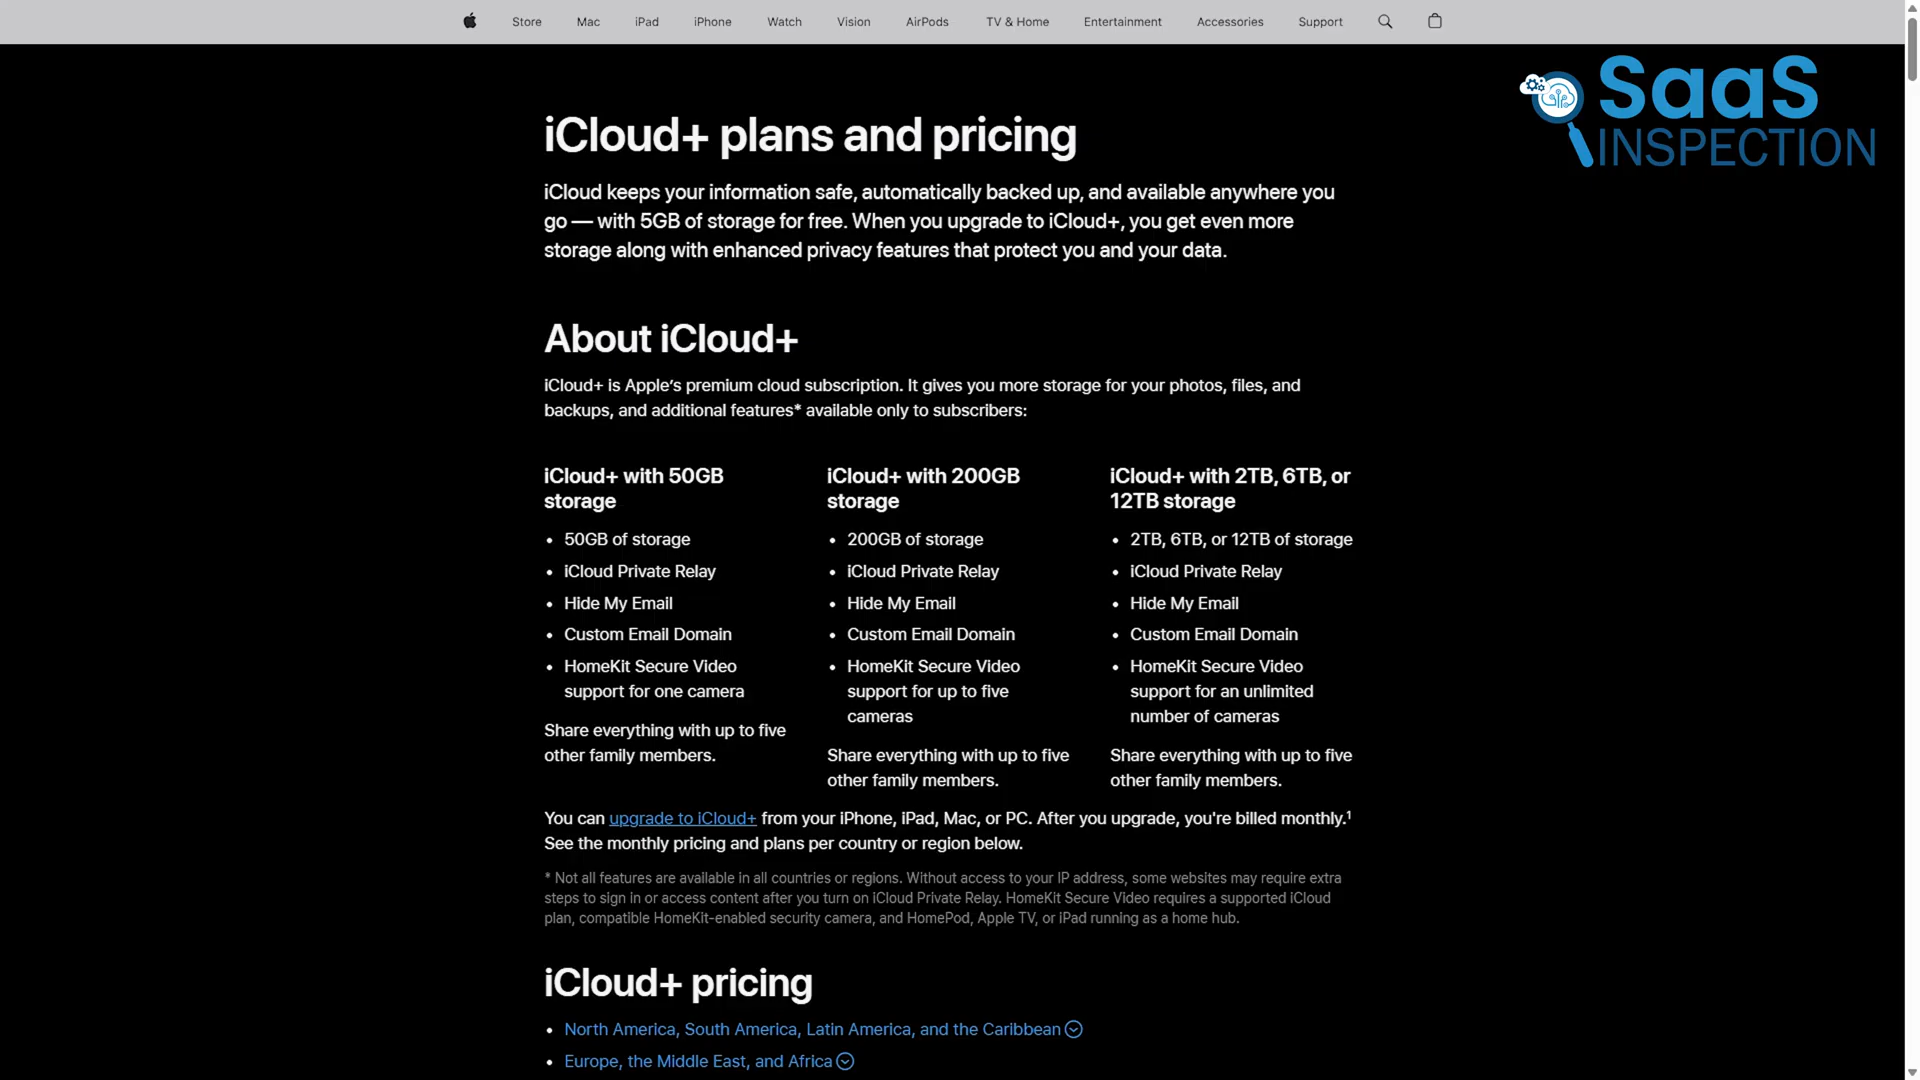 Store Mac iPad iPhone Watch Vision AirPods TV & Home Entertainment Accessories Support
SaaS
INSPECTION
iCloud+ plans and pricing
iCloud keeps your information safe, automatically backed up, and available anywhere you
go — with 5GB of storage for free. When you upgrade to iCloud+, you get even more
storage along with enhanced privacy features that protect you and your data.
About iCloud+
iCloud+ is Apple’s premium cloud subscription. It gives you more storage for your photos, files, and
backups, and additional features* available only to subscribers:
iCloud+ with 50GB
storage
• 50GB of storage
• iCloud Private Relay
• Hide My Email
• Custom Email Domain
• HomeKit Secure Video
support for one camera
Share everything with up to five
other family members.
iCloud+ with 200GB
storage
• 200GB of storage
• iCloud Private Relay
• Hide My Email
• Custom Email Domain
• HomeKit Secure Video
support for up to five
cameras
Share everything with up to five
other family members.
iCloud+ with 2TB, 6TB, or
12TB storage
• 2TB, 6TB, or 12TB of storage
• iCloud Private Relay
• Hide My Email
• Custom Email Domain
• HomeKit Secure Video
support for an unlimited
number of cameras
Share everything with up to five
other family members.
You can upgrade to iCloud+ from your iPhone, iPad, Mac, or PC. After you upgrade, you're billed monthly.¹
See the monthly pricing and plans per country or region below.
* Not all features are available in all countries or regions. Without access to your IP address, some websites may require extra
steps to sign in or access content after you turn on iCloud Private Relay. HomeKit Secure Video requires a supported iCloud
plan, compatible HomeKit-enabled security camera, and HomePod, Apple TV, or iPad running as a home hub.
iCloud+ pricing
• North America, South America, Latin America, and the Caribbean
• Europe, the Middle East, and Africa